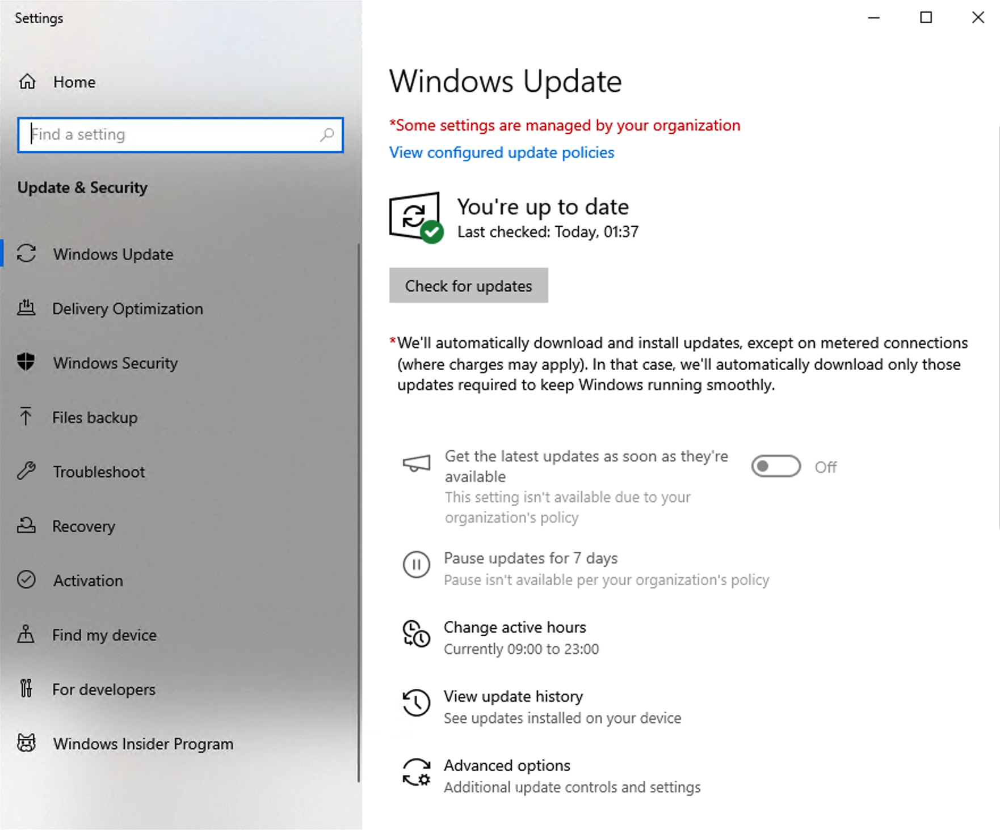 Settings
Home
Find a setting
Update & Security
Windows Update
Delivery Optimization
Windows Security
Files backup
Troubleshoot
Recovery
Activation
Find my device
For developers
Windows Insider Program
Windows Update
*Some settings are managed by your organization
View configured update policies
You're up to date
Last checked: Today, 01:37
Check for updates
*We'll automatically download and install updates, except on metered connections
(where charges may apply). In that case, we'll automatically download only those
updates required to keep Windows running smoothly.
Get the latest updates as soon as they're
available
Off
This setting isn't available due to your
organization's policy
Pause updates for 7 days
Pause isn't available per your organization's policy
Change active hours
Currently 09:00 to 23:00
View update history
See updates installed on your device
Advanced options
Additional update controls and settings